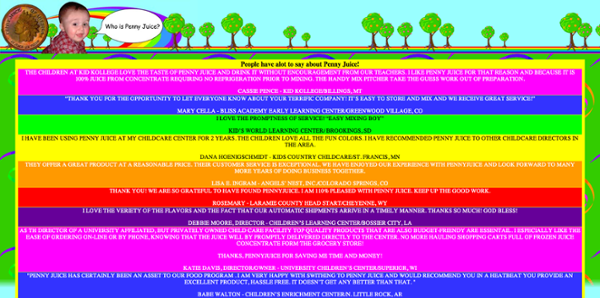 Who is Penny Juice?
People have alot to say about Penny Juice!
THE CHILDREN AT KID KOLLEGE LOVE THE TASTE OF PENNY JUICE AND DRINK IT WITHOUT ENCOURAGEMENT FROM OUR TEACHERS. I LIKE PENNY JUICE FOR THAT REASON AND BECAUSE IT IS
100% JUICE FROM CONCENTRATE REQUIRING NO REFRIGERATION PRIOR TO MIXING. THE HANDY MIX PITCHER TAKE THE GUESS WORK OUT OF PREPARATION.
CASSIE PENCE - KID KOLLEGE/BILLINGS, MT
"THANK YOU FOR THE OPPORTUNITY TO LET EVERYONE KNOW ABOUT YOUR TERRIFIC COMPANY! IT'S EASY TO STORE AND MIX AND WE RECEIVE GREAT SERVICE!"
MARY CELLA - BLISS ACADEMY EARLY LEARNING CENTER/GREENWOOD VILLAGE, CO
I LOVE THE PROMPTNESS OF SERVICE! "EASY MIXING BOY"
KID'S WORLD LEARNING CENTER/ BROOKINGS, SD
I HAVE BEEN USING PENNY JUICE AT MY CHILDCARE CENTER FOR 2 YEARS. THE CHILDREN LOVE ALL THE FUN COLORS. I HAVE RECOMMENDED PENNY JUICE TO OTHER CHILDCARE DIRECTORS IN
THE AREA.
DANA HOENIGSCHMIDT - KIDS COUNTRY CHILDCARE/ST. FRANCIS, MN
THEY OFFER A GREAT PRODUCT AT A REASONABLE PRICE. THEIR CUSTOMER SERVICE IS EXCEPTIONAL. WE HAVE ENJOYED OUR EXPERIENCE WITH PENNYJUICE AND LOOK FORWARD TO MANY
MORE YEARS OF DOING BUSINESS TOGETHER.
LISA E. INGRAM - ANGELS' NEST, INC./COLORADO SPRINGS, CO
THANK YOU! WE ARE SO GRATEFUL TO HAVE FOUND PENNYJUICE. I AM 110% PLEASED WITH PENNY JUICE. KEEP UP THE GOOD WORK.
ROSEMARY - LARAMIE COUNTY HEAD START/CHEYENNE, WY
I LOVE THE VERIETY OF THE FLAVORS AND THE FACT THAT OUR AUTOMATIC SHIPMENTS ARRIVE IN A TIMELY MANNER. THANKS SO MUCH! GOD BLESS!
DEBBIE MOORE, DIRECTOR - CHILDREN'S LEARNING CENTER/BOSSIER CITY, LA
AS TH DIRECTOR OF A UNIVERSITY AFFILIATED, BUT PRIVATELY OWNED CHILD CARE FACILITY TOP QUALITY PRODUCTS THAT ARE ALSO BUDGET-FRIENDLY ARE ESSENTIAL. I ESPECIALLY LIKE THE
EASE OF ORDERING ON-LINE OR BY PHONE, KNOWING THAT THE JUICE WILL BY PROMPTLY DELIVERED DIRECTLY TO THE CENTER. NO MORE HAULING SHOPPING CARTS FULL OF FROZEN JUICE
CONCENTRATE FORM THE GROCERY STORE!
THANKS, PENNYJUICE FOR SAVING ME TIME AND MONEY!
KATIE DAVIS, DIRECTOR/OWNER - UNIVERSITY CHILDREN'S CENTER/SUPERIOR, WI
"PENNY JUICE HAS CERTAINLY BEEN AN ASSET TO OUR FOOD PROGRAM. I AM VERY HAPPY WITH SWITHING TO PENNY JUICE AND WOULD RECOMMEND YOU IN A HEATBEAT YOU PROVIDE AN
EXCELLENT PRODUCT, HASSLE FREE. IT DOESN'T GET ANY BETTER THAN THAT."
BABE WALTON - CHILDREN'S ENRICHMENT CENTER/N. LITTLE ROCK, AR